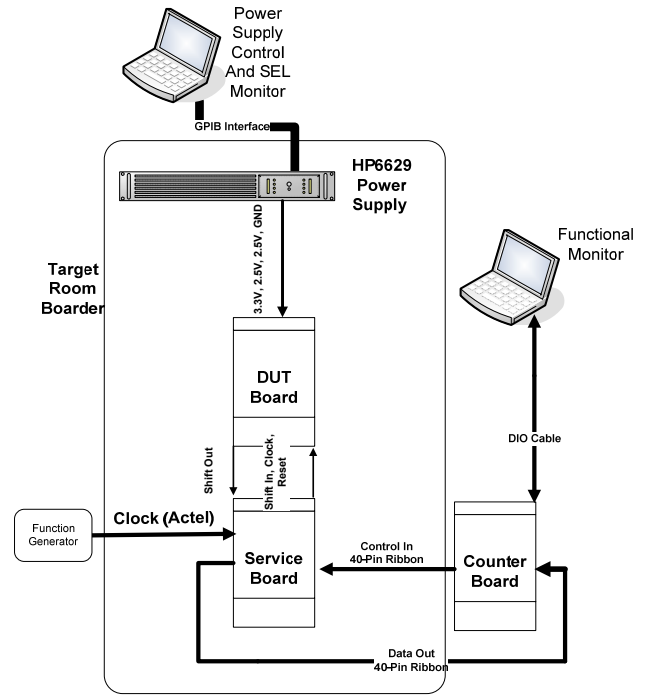 Power
Supply
Control
And SEL
Monitor
GPIB Interface
HP6629
Power
Supply
3.3V, 2.5V, 2.5V, GND
Functional
Monitor
Target
Room
Boarder
DUT
Board
DIO Cable
Shift Out
Shift In, Clock,
Reset
Function
Generator
Clock (Actel)
Service
Board
Control In
40-Pin Ribbon
Counter
Board
Data Out
40-Pin Ribbon